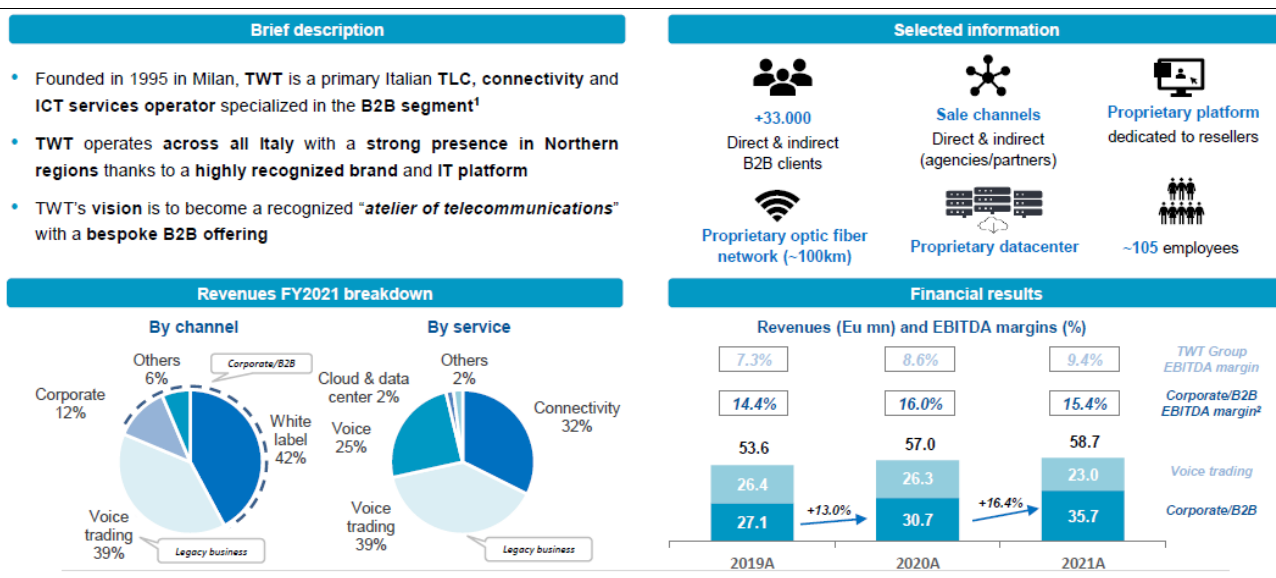 Brief description
• Founded in 1995 in Milan, TWT is a primary Italian TLC, connectivity and
ICT services operator specialized in the B2B segment¹
• TWT operates across all Italy with a strong presence in Northern
regions thanks to a highly recognized brand and IT platform
• TWT's vision is to become a recognized “atelier of telecommunications”
with a bespoke B2B offering
Selected information
+33.000
Direct & indirect
B2B clients
Sale channels
Direct & indirect
(agencies/partners)
Proprietary platform
dedicated to resellers
Proprietary optic fiber
network (~100km)
Proprietary datacenter
~105 employees
Revenues FY2021 breakdown
By channel
Others
6%
Corporate/B2B
Corporate
12%
White
label
42%
Voice
trading
39%
Legacy business
By service
Others
2%
Cloud & data
center 2%
Connectivity
32%
Voice
25%
Voice
trading
39%
Legacy business
Financial results
Revenues (Eu mn) and EBITDA margins (%)
7.3% 8.6% 9.4% TWT Group
EBITDA margin
14.4% 16.0% 15.4% Corporate/B2B
EBITDA margin²
53.6 57.0 58.7
26.4 26.3 23.0 Voice trading
+13.0% +16.4%
27.1 30.7 35.7 Corporate/B2B
2019A 2020A 2021A